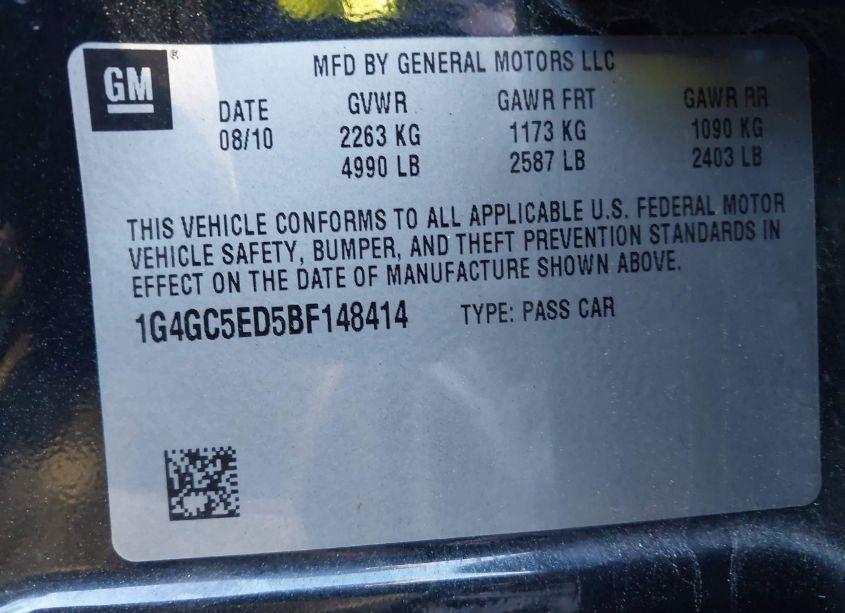 GM ®
MFD BY GENERAL MOTORS LLC
DATE GVWR GAWR FRT GAWR RR
08/10 2263 KG 1173 KG 1090 KG
4990 LB 2587 LB 2403 LB
THIS VEHICLE CONFORMS TO ALL APPLICABLE U.S. FEDERAL MOTOR
VEHICLE SAFETY, BUMPER, AND THEFT PREVENTION STANDARDS IN
EFFECT ON THE DATE OF MANUFACTURE SHOWN ABOVE.
1G4GC5ED5BF148414 TYPE: PASS CAR